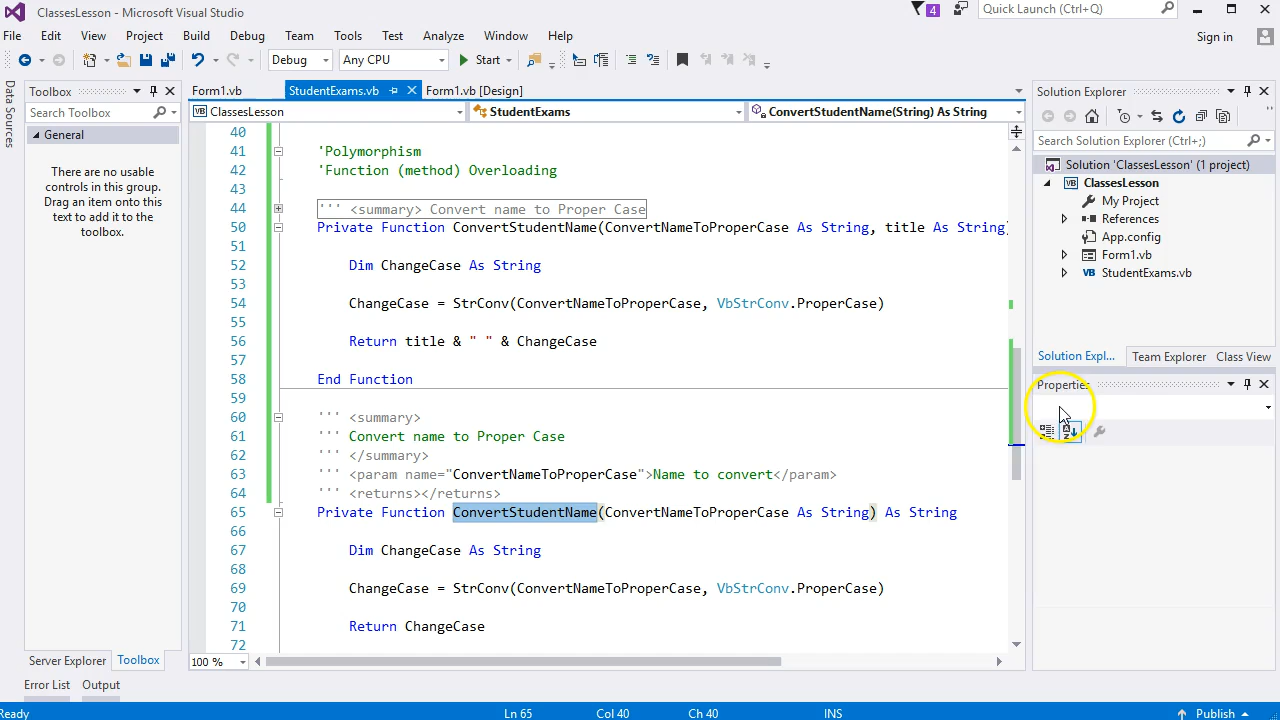 ClassesLesson - Microsoft Visual Studio
4
Quick Launch (Ctrl+;)
File Edit View Project Build Debug Team Tools Test Analyze Window Help
Sign in
Debug Any CPU Start
Data Sources
Toolbox
Search Toolbox
General
There are no usable
controls in this group.
Drag an item onto this
text to add it to the
toolbox.
Server Explorer Toolbox
Form1.vb StudentExams.vb Form1.vb [Design]
ClassesLesson StudentExams ConvertStudentName(String) As String
40
41 'Polymorphism
42 'Function (method) Overloading
43
44 ''' <summary> Convert name to Proper Case
50 Private Function ConvertStudentName(ConvertNameToProperCase As String, title As String)
51
52 Dim ChangeCase As String
53
54 ChangeCase = StrConv(ConvertNameToProperCase, VbStrConv.ProperCase)
55
56 Return title & " " & ChangeCase
57
58 End Function
59
60 ''' <summary>
61 ''' Convert name to Proper Case
62 ''' </summary>
63 ''' <param name="ConvertNameToProperCase">Name to convert</param>
64 ''' <returns></returns>
65 Private Function ConvertStudentName(ConvertNameToProperCase As String) As String
66
67 Dim ChangeCase As String
68
69 ChangeCase = StrConv(ConvertNameToProperCase, VbStrConv.ProperCase)
70
71 Return ChangeCase
72
100 %
Solution Explorer
Search Solution Explorer (Ctrl+;)
Solution 'ClassesLesson' (1 project)
ClassesLesson
My Project
References
App.config
Form1.vb
StudentExams.vb
Solution Expl... Team Explorer Class View
Properties
Error List Output
Ready Ln 65 Col 40 Ch 40 INS Publish